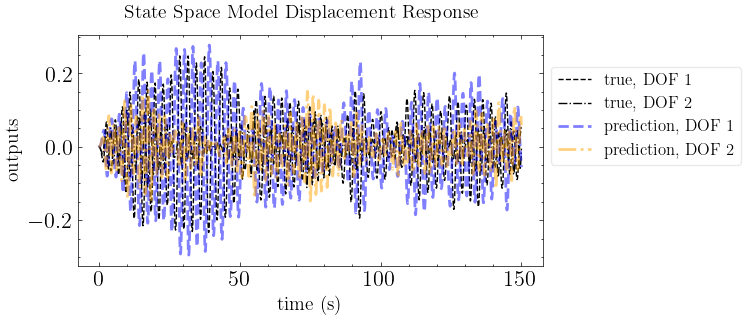 State Space Model Displacement Response
outputs
0.2
0.0
−0.2
0
50
100
150
time (s)
true, DOF 1
true, DOF 2
prediction, DOF 1
prediction, DOF 2